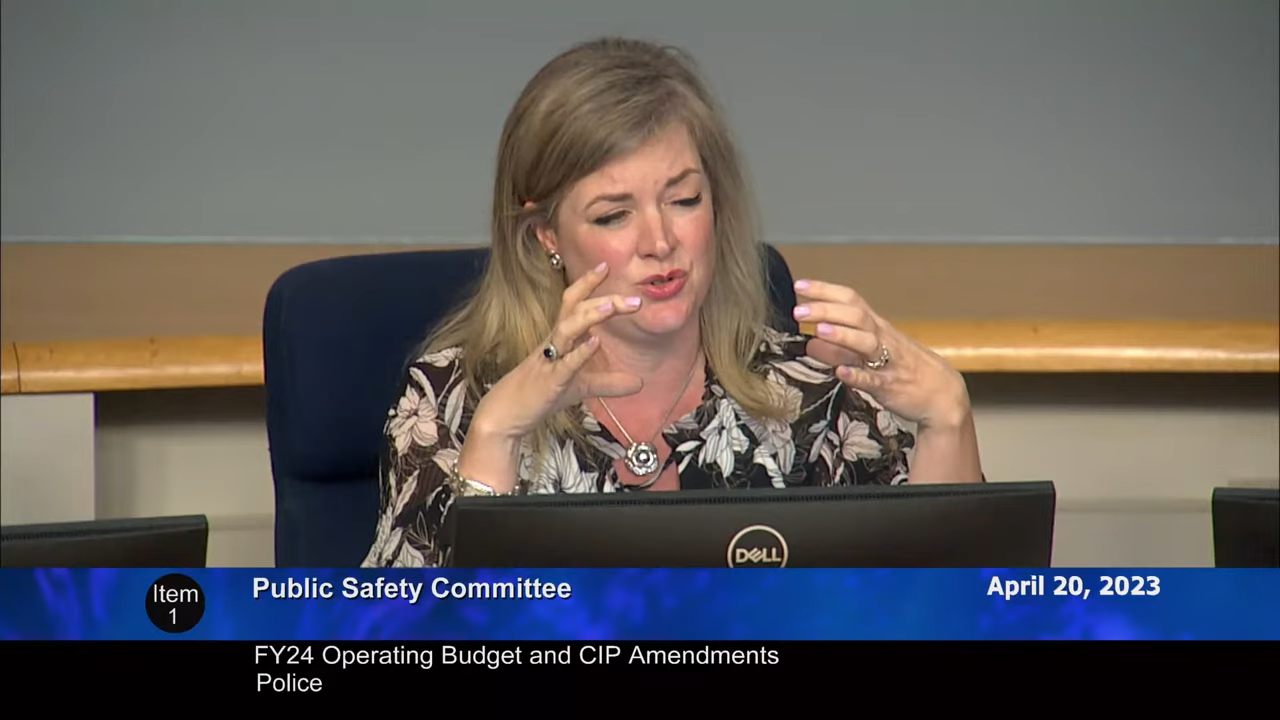 DELL
Item
1
Public Safety Committee
April 20, 2023
FY24 Operating Budget and CIP Amendments
Police